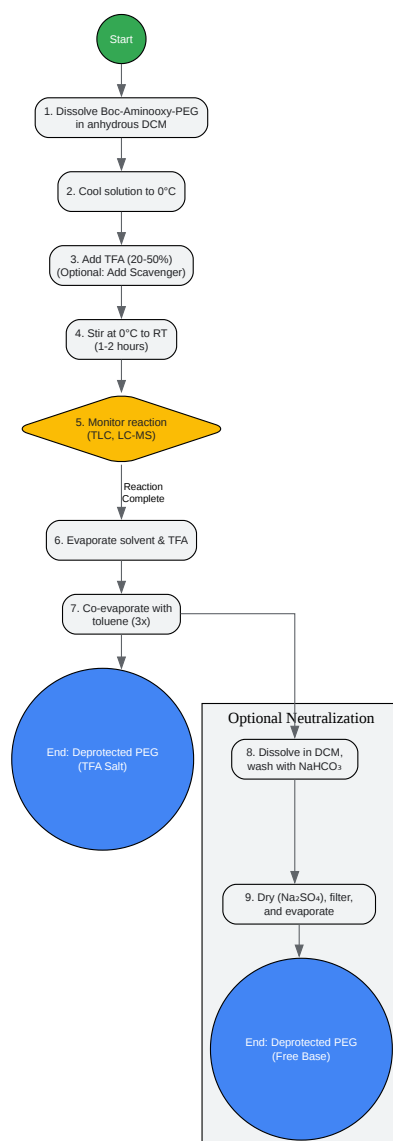 Start
1. Dissolve Boc-Aminooxy-PEG
in anhydrous DCM
2. Cool solution to 0°C
3. Add TFA (20-50%)
(Optional: Add Scavenger)
4. Stir at 0°C to RT
(1-2 hours)
5. Monitor reaction
(TLC, LC-MS)
Reaction
Complete
6. Evaporate solvent & TFA
7. Co-evaporate with
toluene (3x)
End: Deprotected PEG
(TFA Salt)
Optional Neutralization
8. Dissolve in DCM,
wash with NaHCO₃
9. Dry (Na₂SO₄), filter,
and evaporate
End: Deprotected PEG
(Free Base)